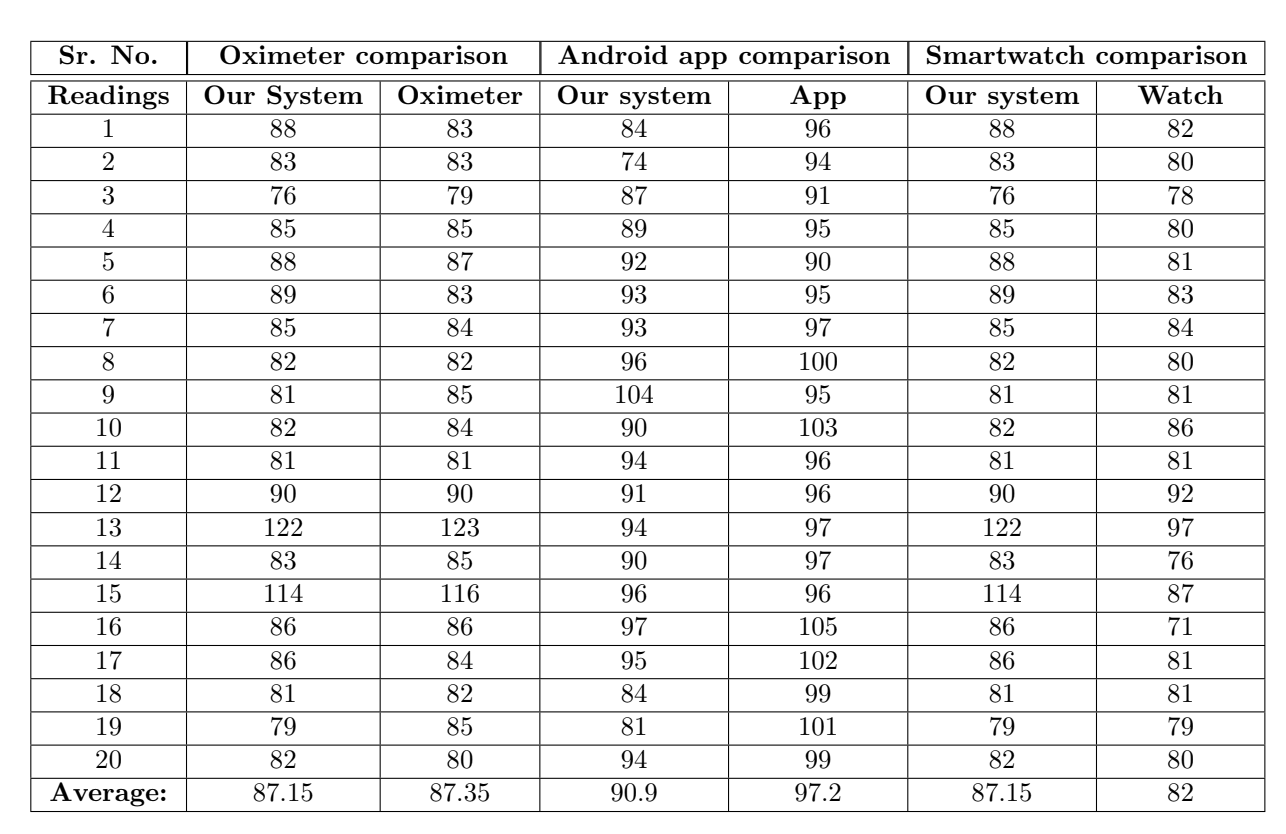 Sr. No. Oximeter comparison Android app comparison Smartwatch comparison
Readings Our System Oximeter Our system App Our system Watch
1 88 83 84 96 88 82
2 83 83 74 94 83 80
3 76 79 87 91 76 78
4 85 85 89 95 85 80
5 88 87 92 90 88 81
6 89 83 93 95 89 83
7 85 84 93 97 85 84
8 82 82 96 100 82 80
9 81 85 104 95 81 81
10 82 84 90 103 82 86
11 81 81 94 96 81 81
12 90 90 91 96 90 92
13 122 123 94 97 122 97
14 83 85 90 97 83 76
15 114 116 96 96 114 87
16 86 86 97 105 86 71
17 86 84 95 102 86 81
18 81 82 84 99 81 81
19 79 85 81 101 79 79
20 82 80 94 99 82 80
Average: 87.15 87.35 90.9 97.2 87.15 82